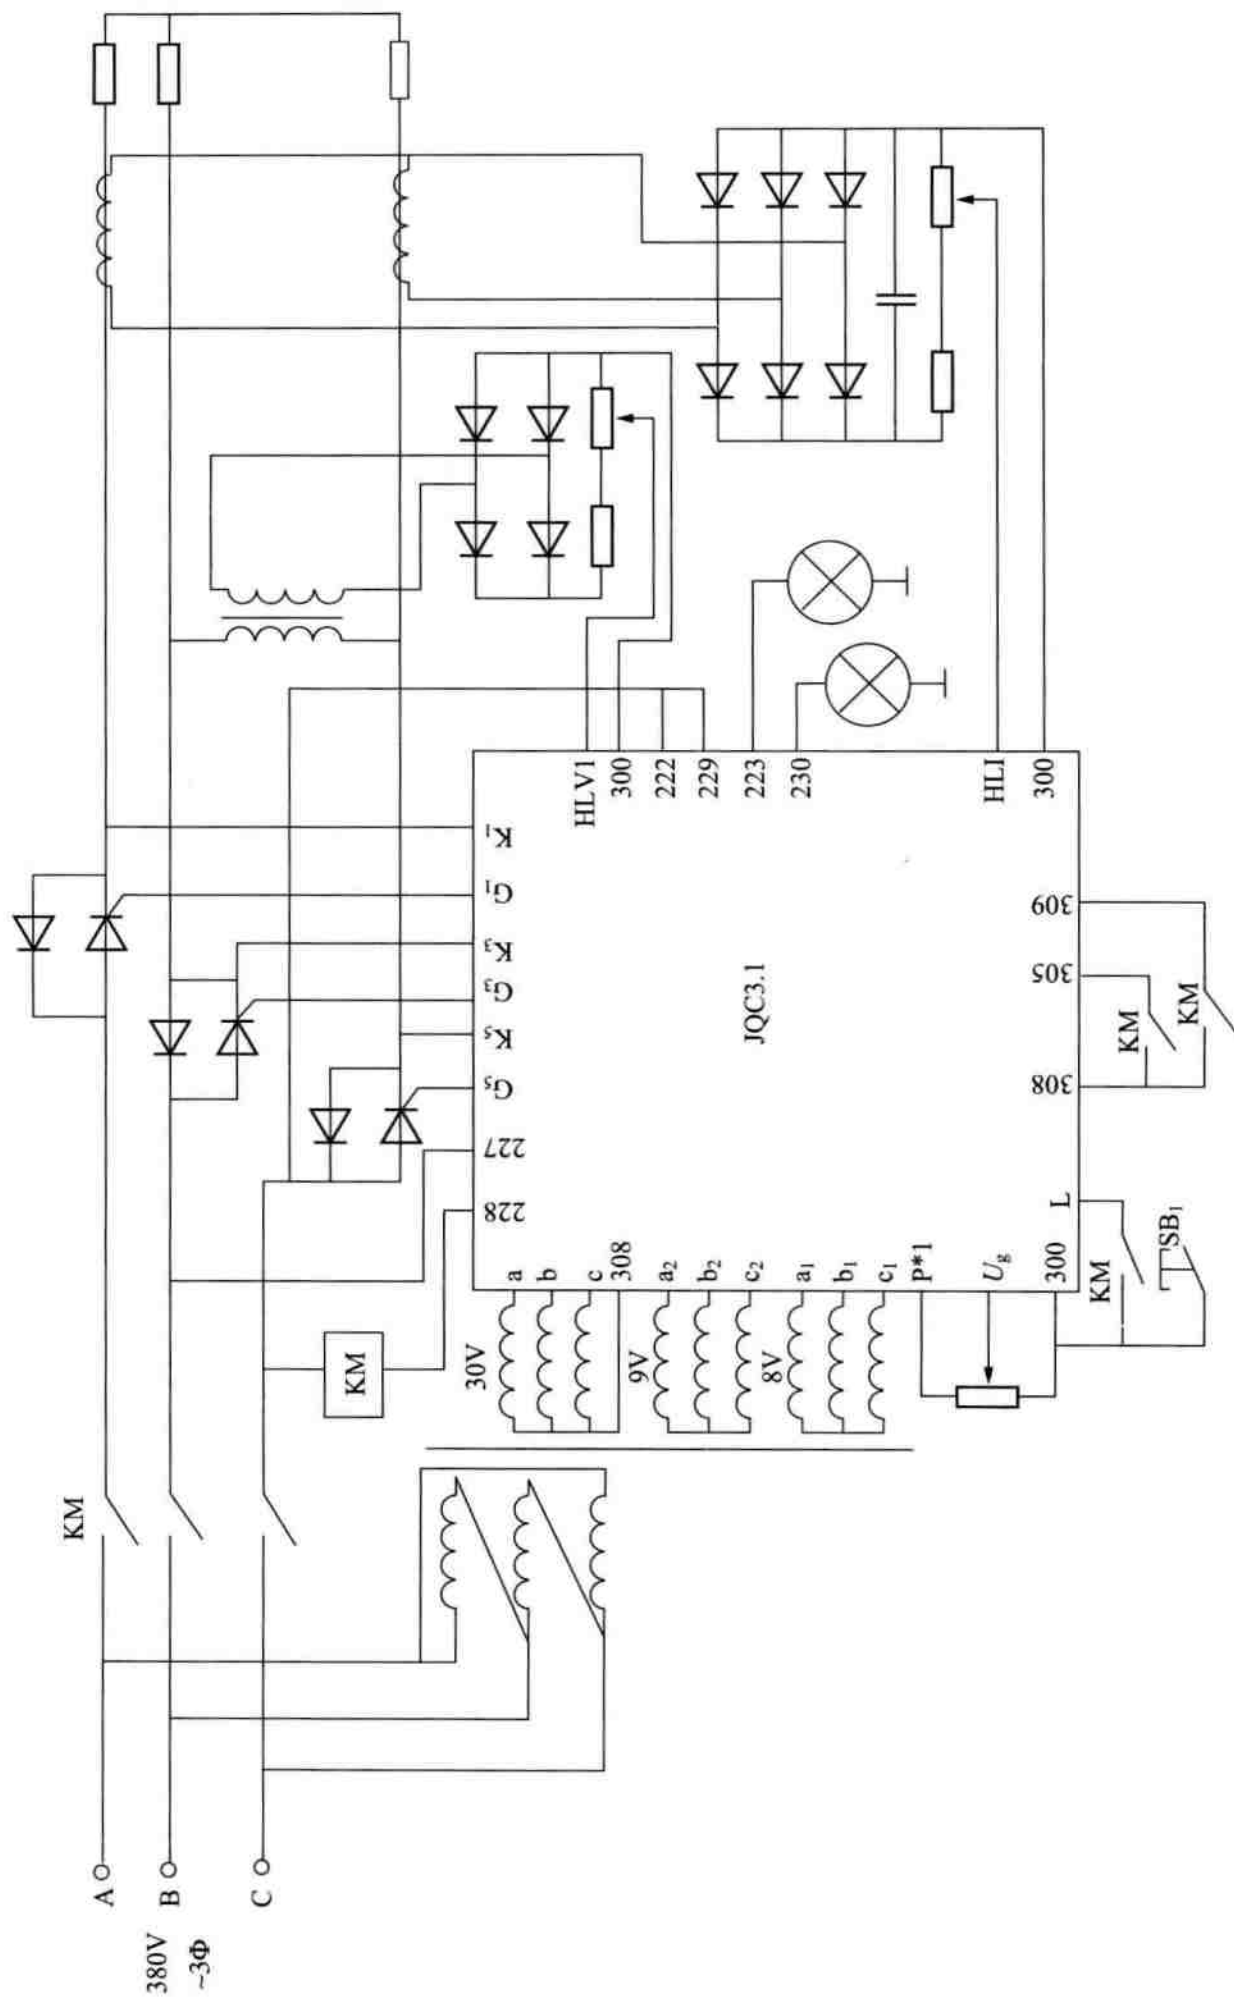 380V
~3Φ
A
B
C
KM
KM
30V
9V
8V
a
b
c
308
a₂
b₂
c₂
a₁
b₁
c₁
P*1
U_g
300
228
227
G₅
K₅
G₃
K₃
G₁
K₁
JQC3.1
HLV1
300
222
229
223
230
HLI
300
L
308
305
309
KM
SB₁
KM
KM